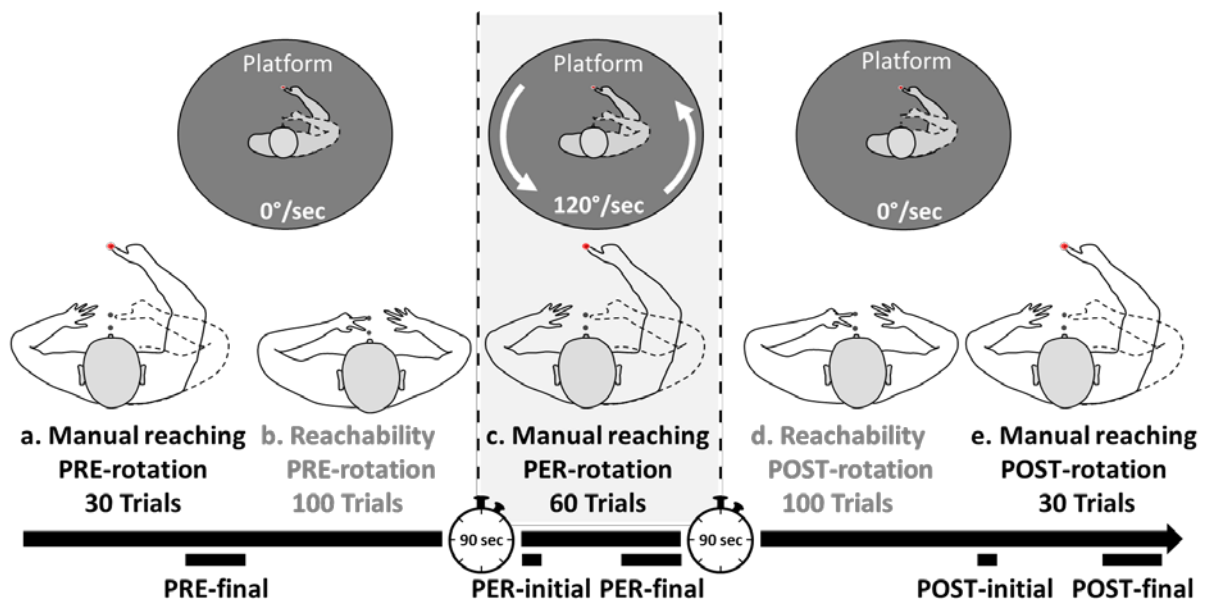 Platform
0°/sec
Platform
120°/sec
Platform
0°/sec
a. Manual reaching
PRE-rotation
30 Trials
b. Reachability
PRE-rotation
100 Trials
c. Manual reaching
PER-rotation
60 Trials
d. Reachability
POST-rotation
100 Trials
e. Manual reaching
POST-rotation
30 Trials
90 sec
90 sec
PRE-final
PER-initial
PER-final
POST-initial
POST-final